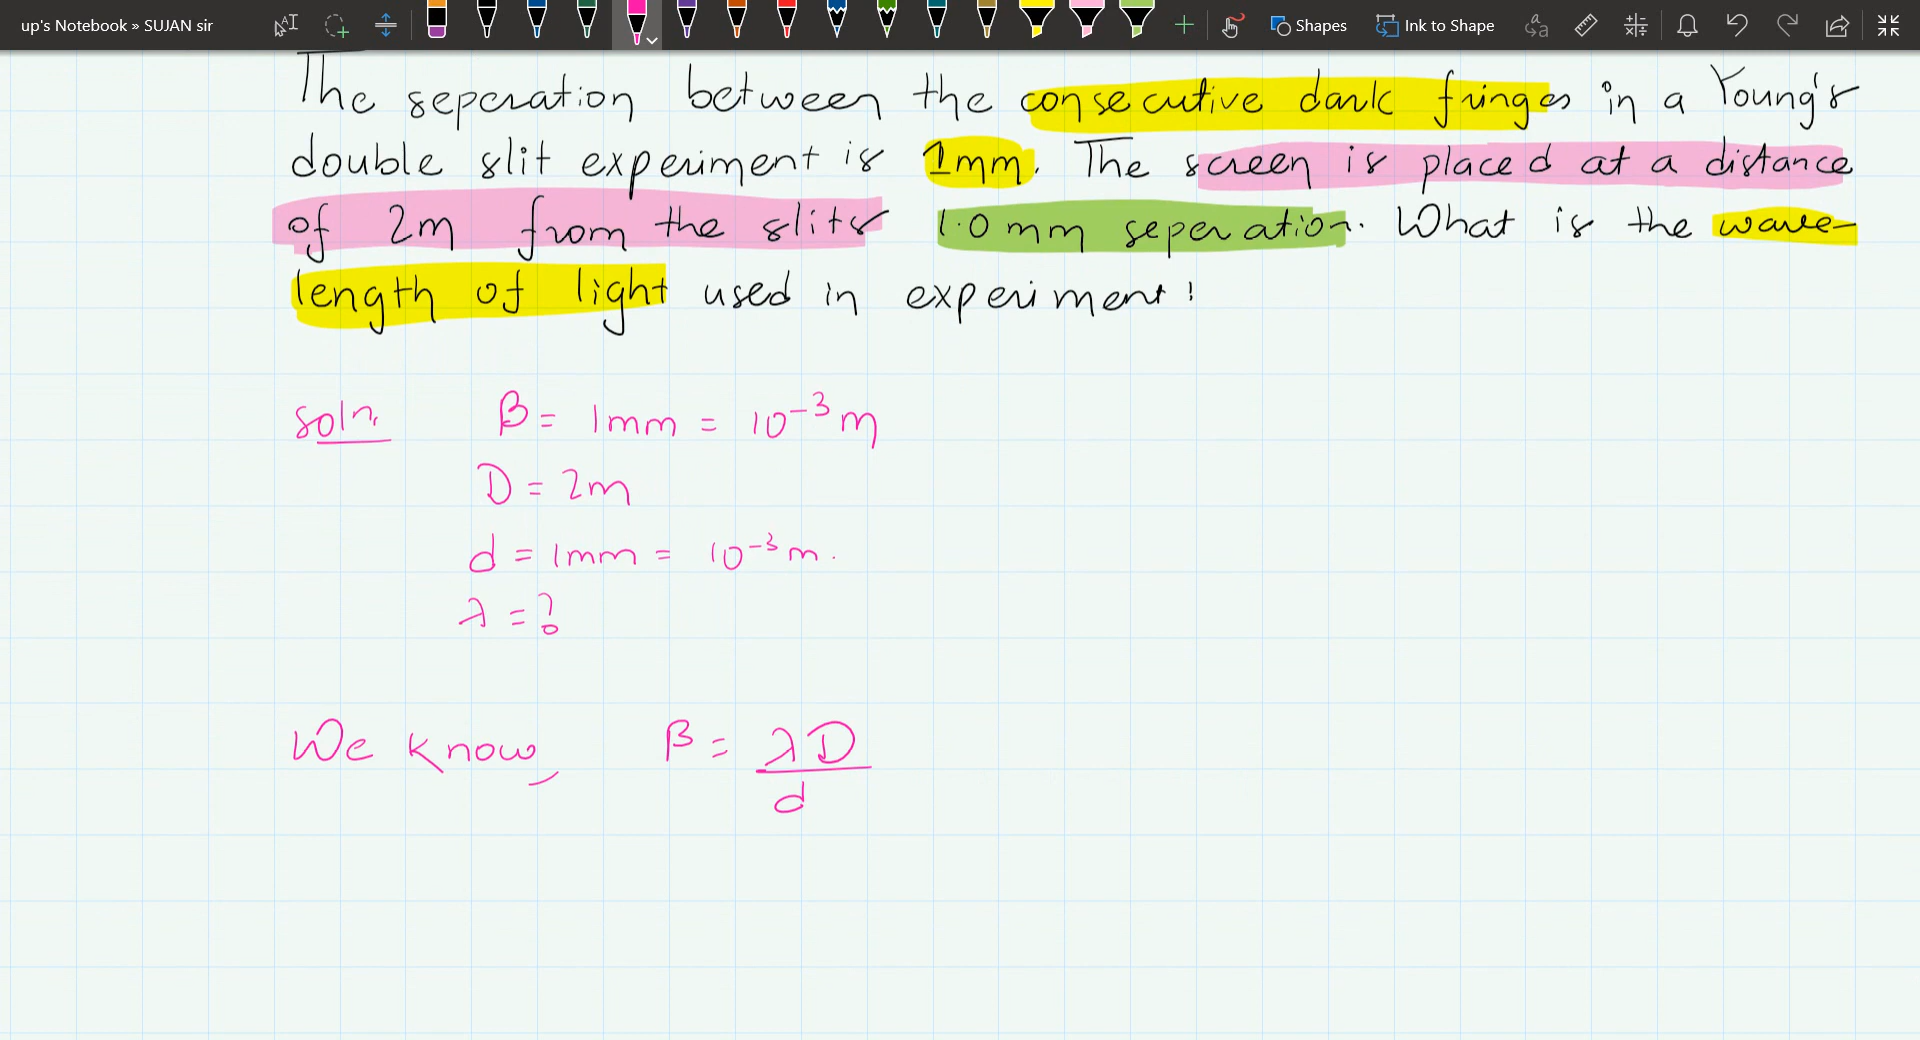 up's Notebook » SUJAN sir
Shapes
Ink to Shape
The seperation between the consecutive dark fringes in a Young's
double slit experiment is 1mm. The screen is placed at a distance
of 2m from the slits 1.0 mm seperation. What is the wave-
length of light used in experiment!
soln. β = 1mm = 10⁻³ m
D = 2m
d = 1mm = 10⁻³ m.
λ = ?
We know, β = λD
d